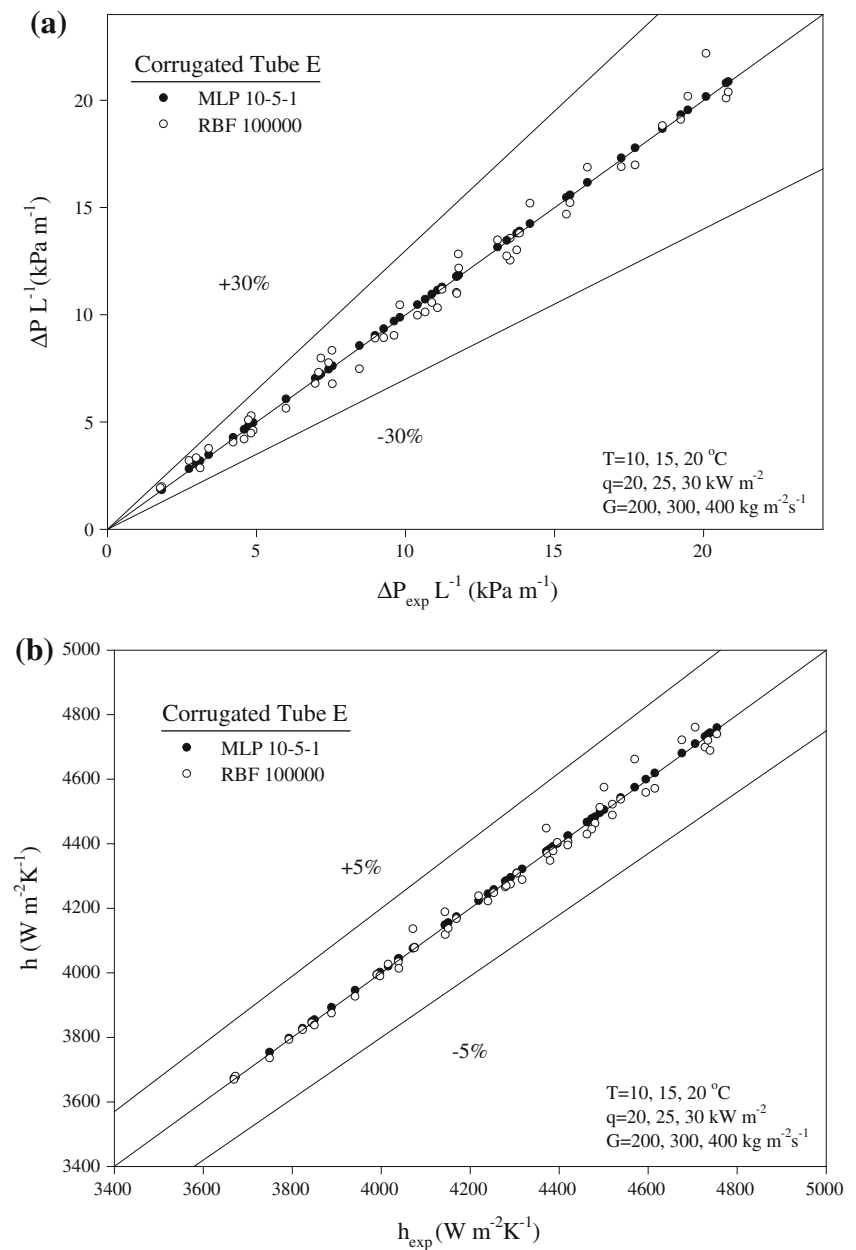 (a)
Corrugated Tube E
MLP 10-5-1
RBF 100000
20
15
10
5
0
ΔP L⁻¹(kPa m⁻¹)
+30%
-30%
T=10, 15, 20 °C
q=20, 25, 30 kW m⁻²
G=200, 300, 400 kg m⁻²s⁻¹
0 5 10 15 20
ΔP_exp L⁻¹ (kPa m⁻¹)
(b)
5000
Corrugated Tube E
MLP 10-5-1
RBF 100000
4800
4600
4400
4200
4000
3800
3600
3400
h (W m⁻²K⁻¹)
+5%
-5%
T=10, 15, 20 °C
q=20, 25, 30 kW m⁻²
G=200, 300, 400 kg m⁻²s⁻¹
3400 3600 3800 4000 4200 4400 4600 4800 5000
h_exp (W m⁻²K⁻¹)